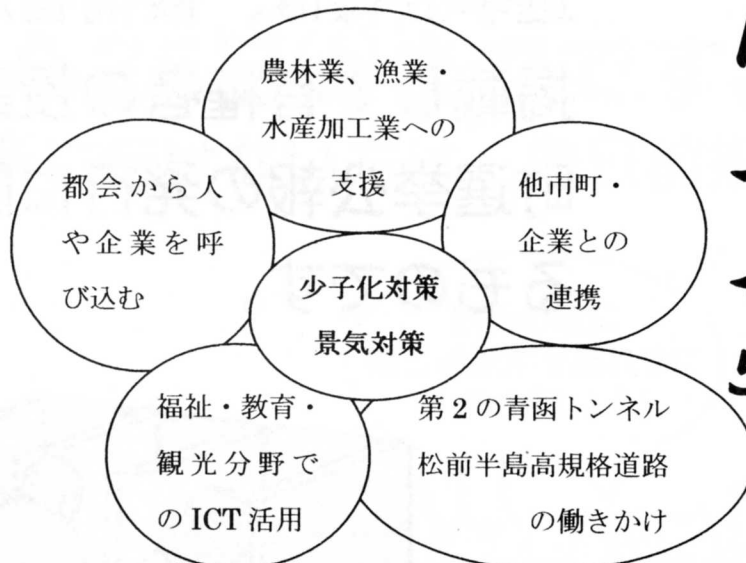 農林業、漁業・
水産加工業への
支援
都会から人
や企業を呼
び込む
他市町・
企業との
連携
少子化対策
景気対策
福祉・教育・
観光分野で
のICT活用
第2の青函トンネル
松前半島高規格道路
の働きかけ